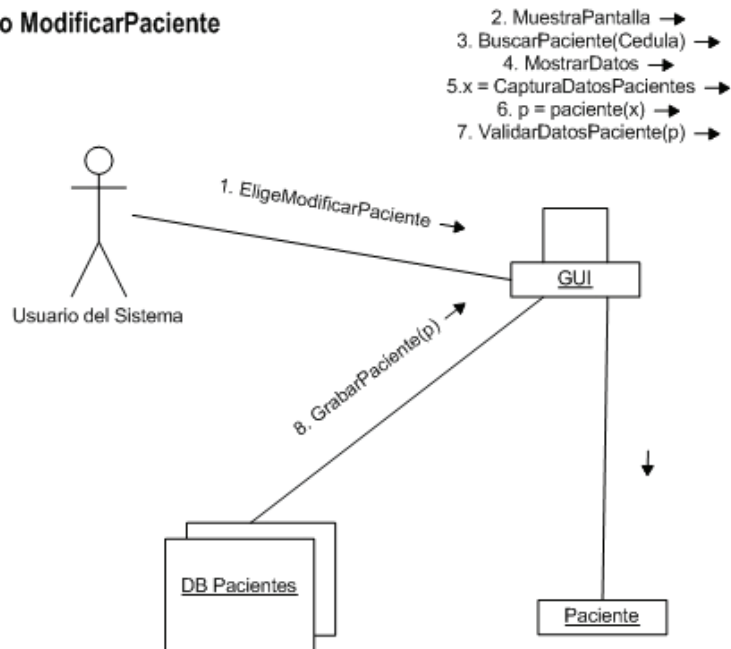 o ModificarPaciente
2. MuestraPantalla
3. BuscarPaciente(Cedula)
4. MostrarDatos
5.x = CapturaDatosPacientes
6. p = paciente(x)
7. ValidarDatosPaciente(p)
1. EligeModificarPaciente
GUI
Usuario del Sistema
8. GrabarPaciente(p)
DB Pacientes
Paciente